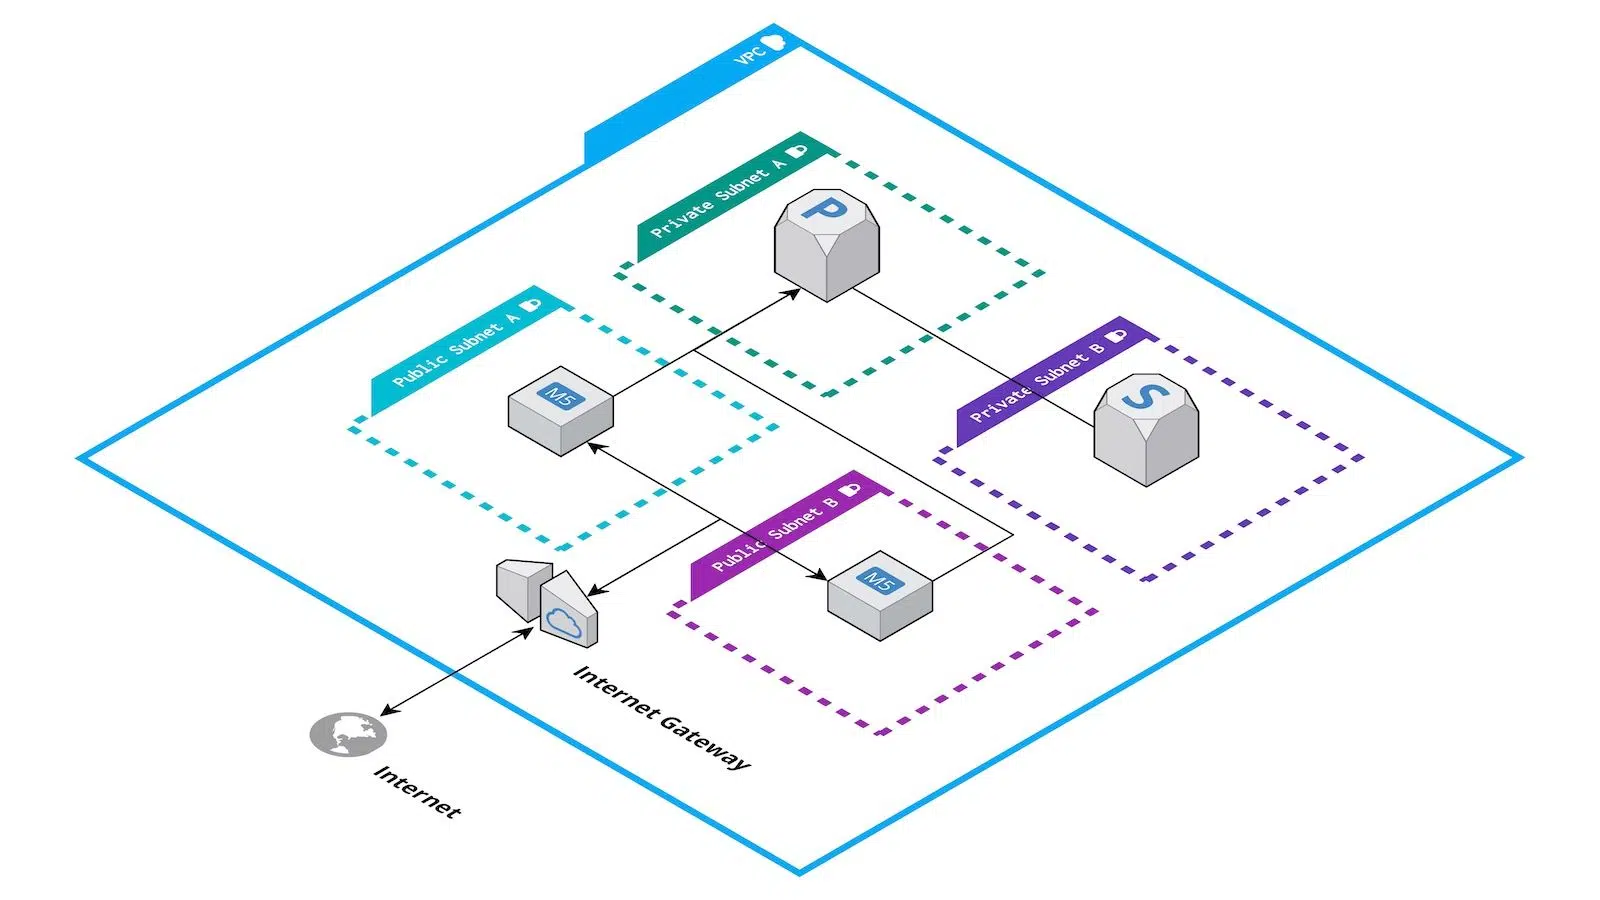 VPC
Private Subnet A
P
Public Subnet A
M5
Private Subnet B
S
Public Subnet B
M5
Internet Gateway
Internet